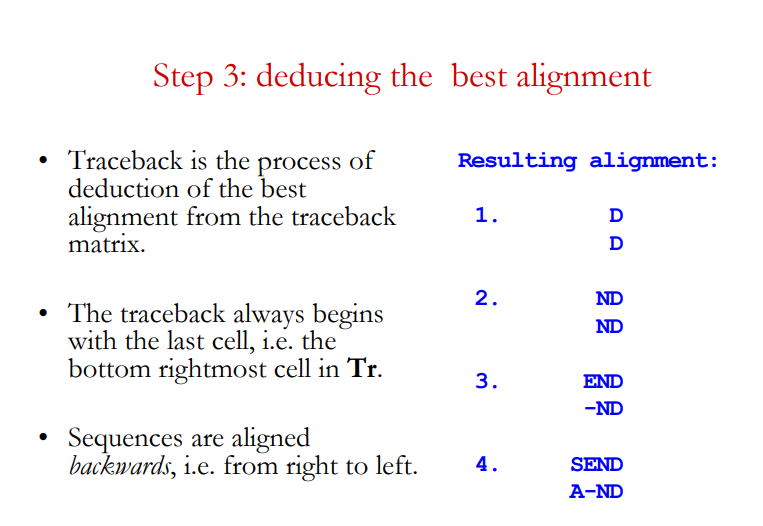 Step 3: deducing the best alignment
• Traceback is the process of
deduction of the best
alignment from the traceback
matrix.
• The traceback always begins
with the last cell, i.e. the
bottom rightmost cell in Tr.
• Sequences are aligned
backwards, i.e. from right to left.
Resulting alignment:
1. D
D
2. ND
ND
3. END
-ND
4. SEND
A-ND